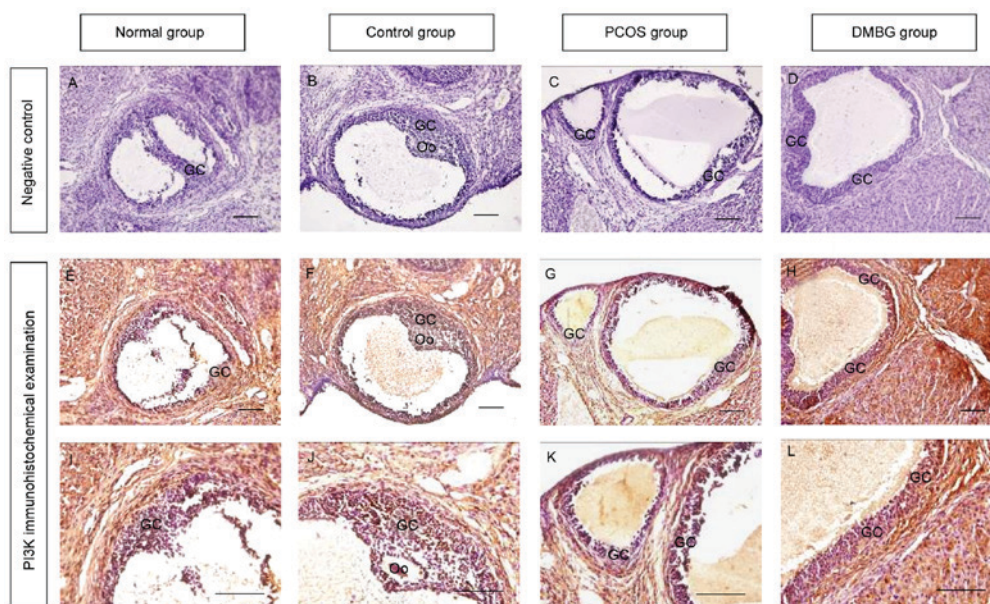 Normal group
Control group
PCOS group
DMBG group
Negative control
A
GC
B
GC
Oo
C
GC
GC
D
GC
GC
PI3K immunohistochemical examination
E
GC
F
GC
Oo
G
GC
GC
H
GC
GC
I
GC
J
GC
Oo
K
GC
GC
L
GC
GC